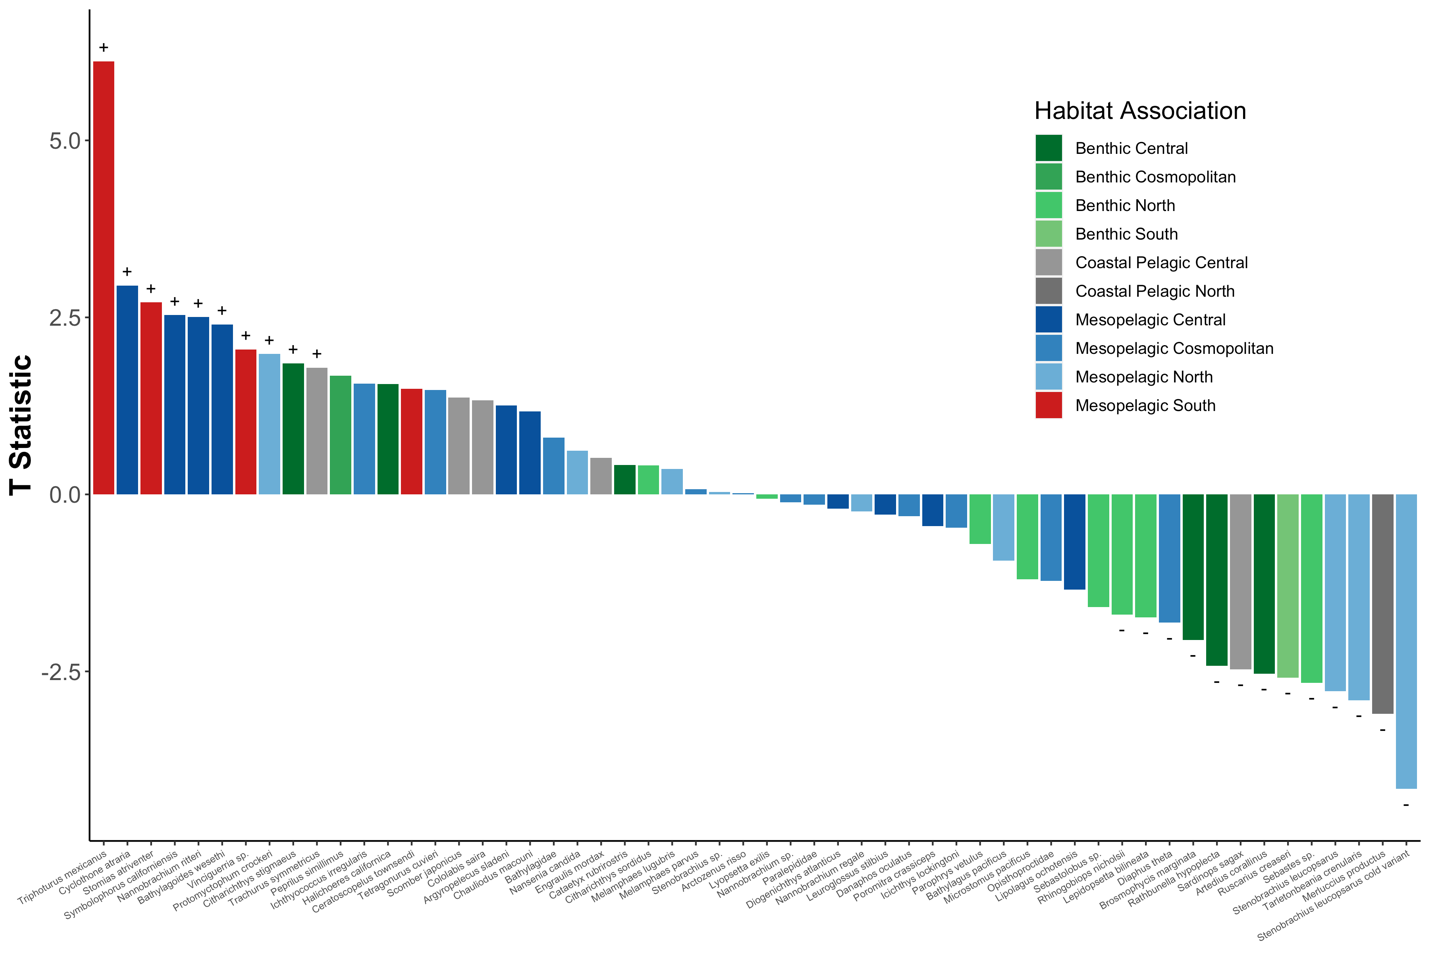 Habitat Association
Benthic Central
Benthic Cosmopolitan
Benthic North
Benthic South
Coastal Pelagic Central
Coastal Pelagic North
Mesopelagic Central
Mesopelagic Cosmopolitan
Mesopelagic North
Mesopelagic South
T Statistic
5.0
2.5
0.0
-2.5
+ + + + + + + + + +
- - - - - - - - - - - - -
Triphoturus mexicanus
Cyclothone atraria
Stomias atriventer
Symbolophorus californiensis
Nannobrachium ritteri
Bathylagoides wesethi
Vinciguerria sp.
Protomyctophum crockeri
Citharichthys stigmaeus
Trachurus symmetricus
Peprilus simillimus
Ichthyococcus irregularis
Halichoeres californica
Ceratoscopelus townsendi
Tetragonurus cuvieri
Scomber japonicus
Cololabis saira
Argyropelecus sladeni
Chauliodus macouni
Bathylagidae
Nansenia candida
Engraulis mordax
Cataetyx rubrirostris
Citharichthys sordidus
Melamphaes lugubris
Melamphaes parvus
Stenobrachius sp.
Arctozenus risso
Lyopsetta exilis
Nannobrachium sp.
Paralepididae
Diogenichthys atlanticus
Nannobrachium regale
Leuroglossus stilbius
Danaphos oculatus
Poromitra crassiceps
Icichthys lockingtoni
Parophrys vetulus
Bathylagus pacificus
Microstomus pacificus
Opisthoproctidae
Lipolagus ochotensis
Sebastolobus sp.
Rhinogobiops nicholsii
Lepidopsetta bilineata
Diaphus theta
Brosmophycis marginata
Rathbunella hypoplecta
Sardinops sagax
Artedius corallinus
Ruscarius creaseri
Sebastes sp.
Stenobrachius leucopsarus
Tarletonbeania crenularis
Merluccius productus
Stenobrachius leucopsarus cold variant